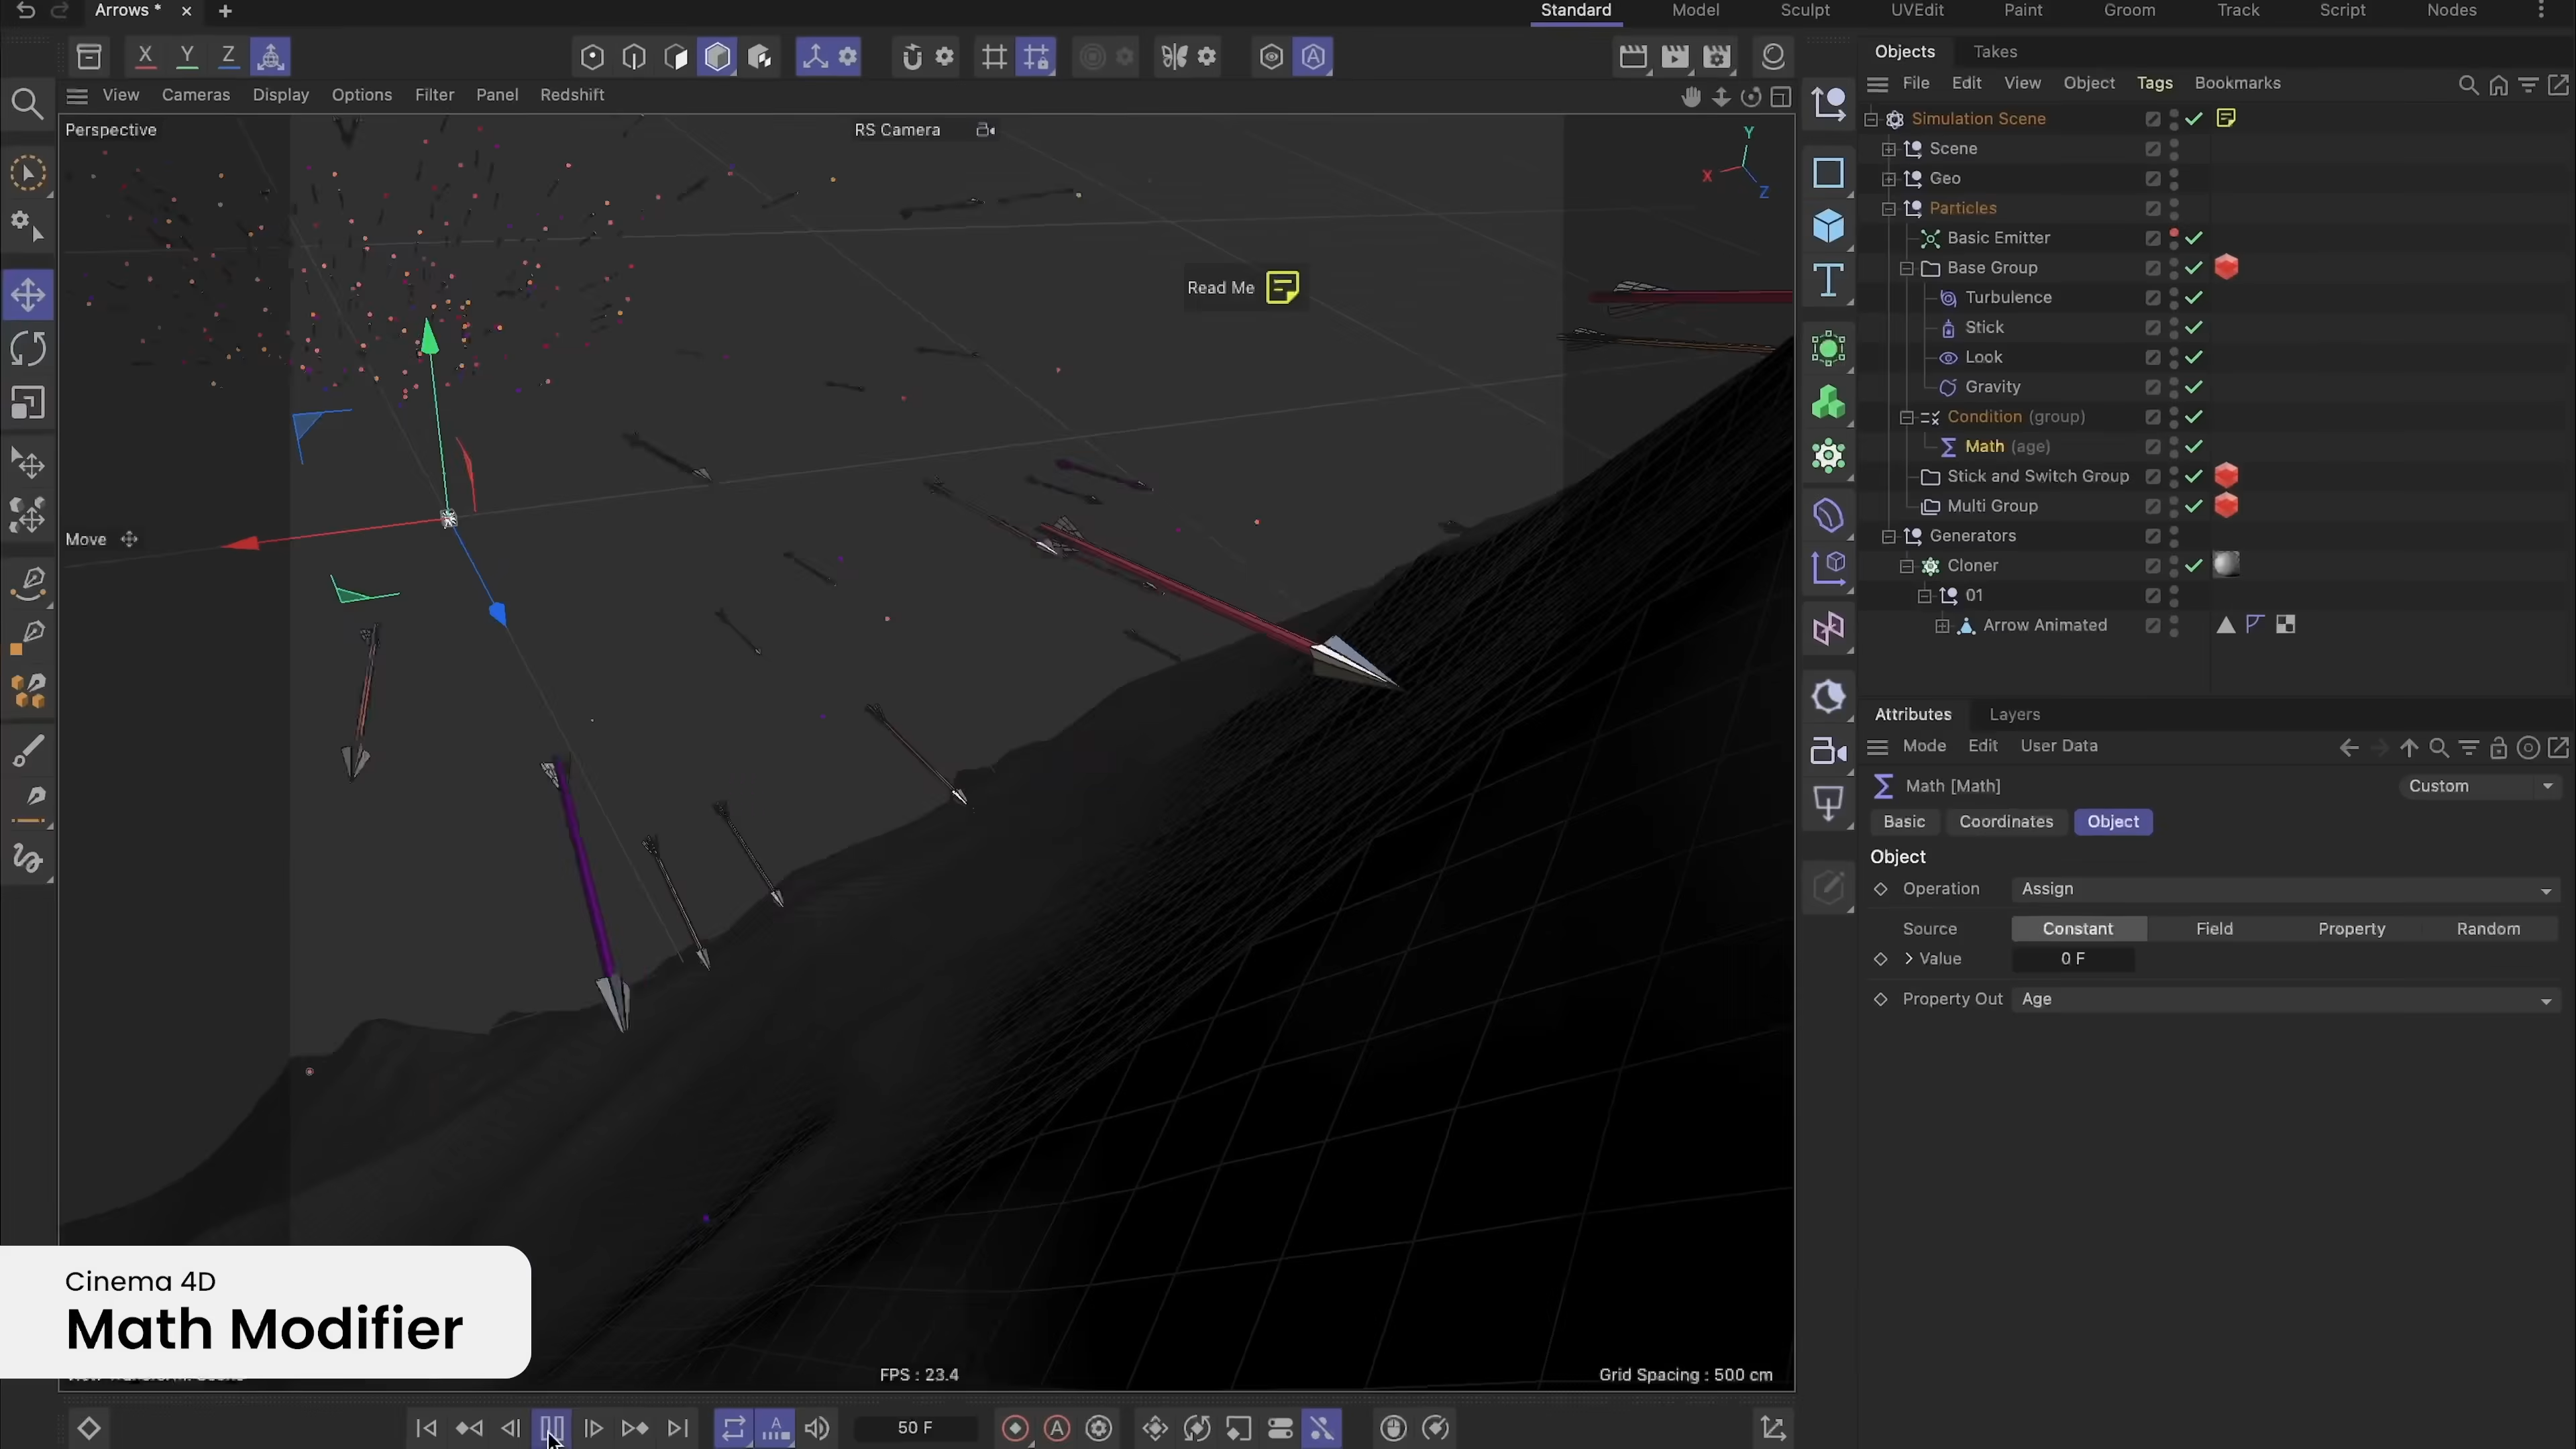 Arrows *
Standard Model Sculpt UVEdit Paint Groom Track Script Nodes
X Y Z
Objects Takes
View Cameras Display Options Filter Panel Redshift
File Edit View Object Tags Bookmarks
Perspective
RS Camera
Y
X
Z
Read Me
Move
Simulation Scene
Scene
Geo
Particles
Basic Emitter
Base Group
Turbulence
Stick
Look
Gravity
Condition (group)
Math (age)
Stick and Switch Group
Multi Group
Generators
Cloner
01
Arrow Animated
Attributes Layers
Mode Edit User Data
Math [Math]
Custom
Basic Coordinates Object
Object
Operation Assign
Source Constant Field Property Random
Value 0 F
Property Out Age
Cinema 4D
Math Modifier
FPS : 23.4
Grid Spacing : 500 cm
50 F